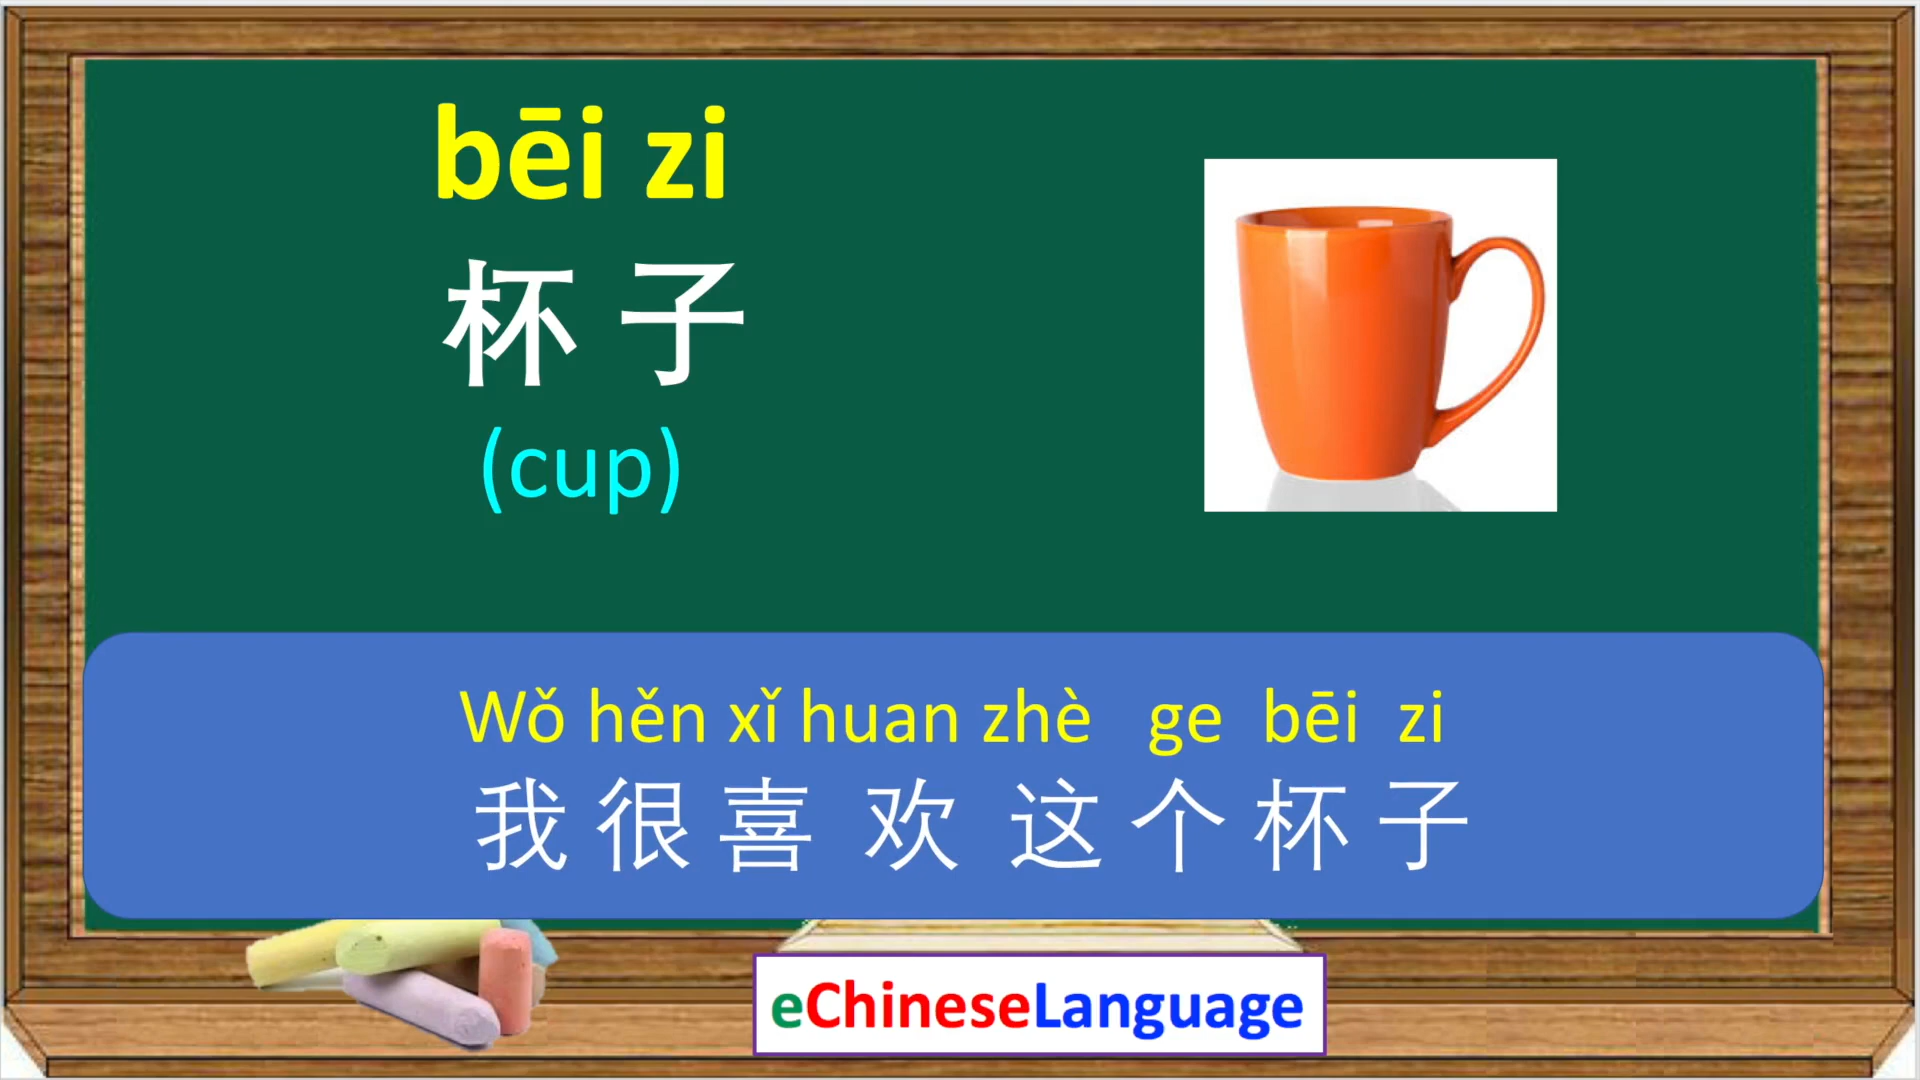 bēi zi
杯子
(cup)
Wǒ hěn xǐ huan zhè ge bēi zi
我很喜欢这个杯子
eChineseLanguage